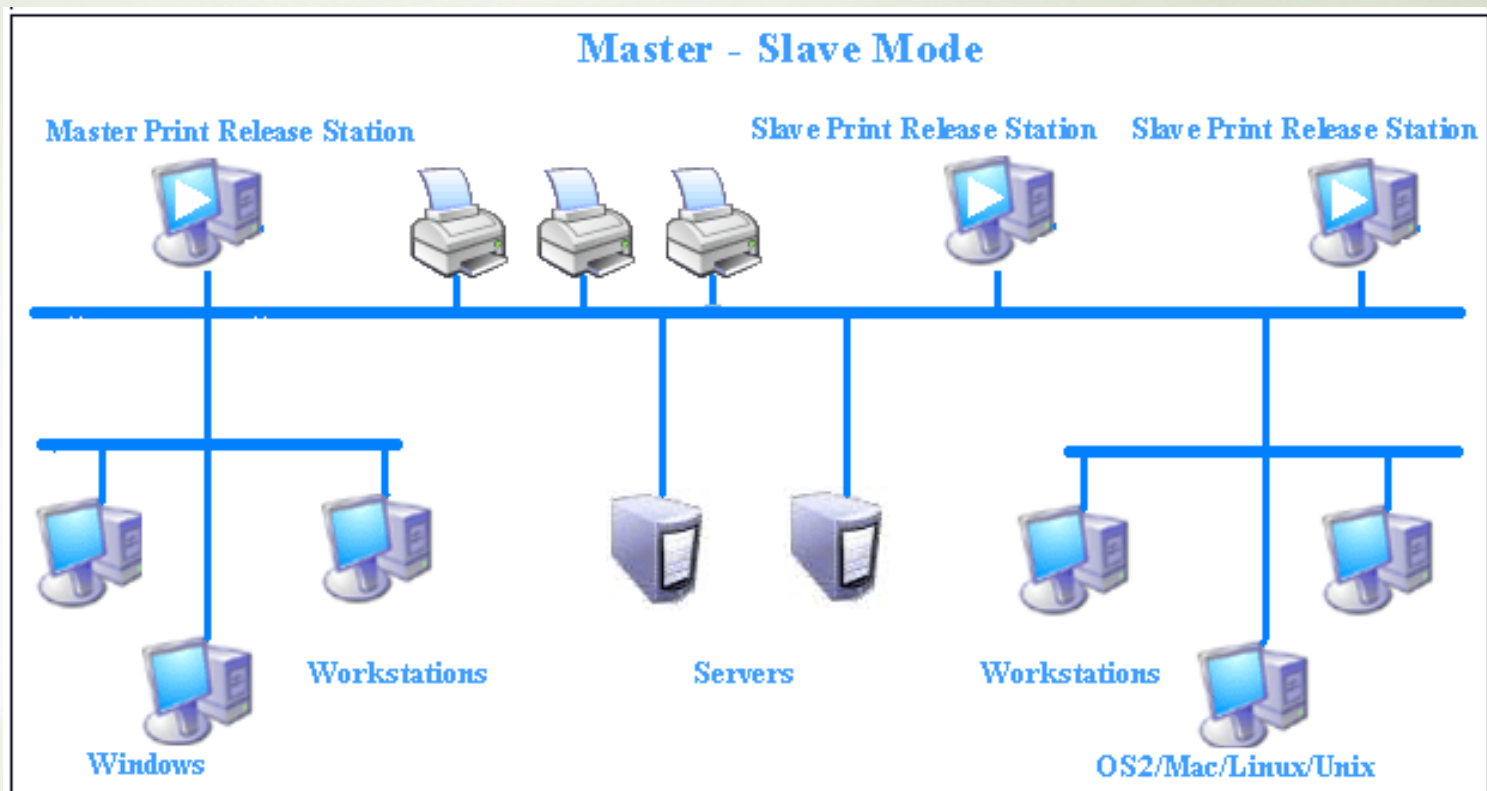 Master - Slave Mode
Master Print Release Station
Slave Print Release Station
Slave Print Release Station
Workstations
Servers
Workstations
Windows
OS2/Mac/Linux/Unix